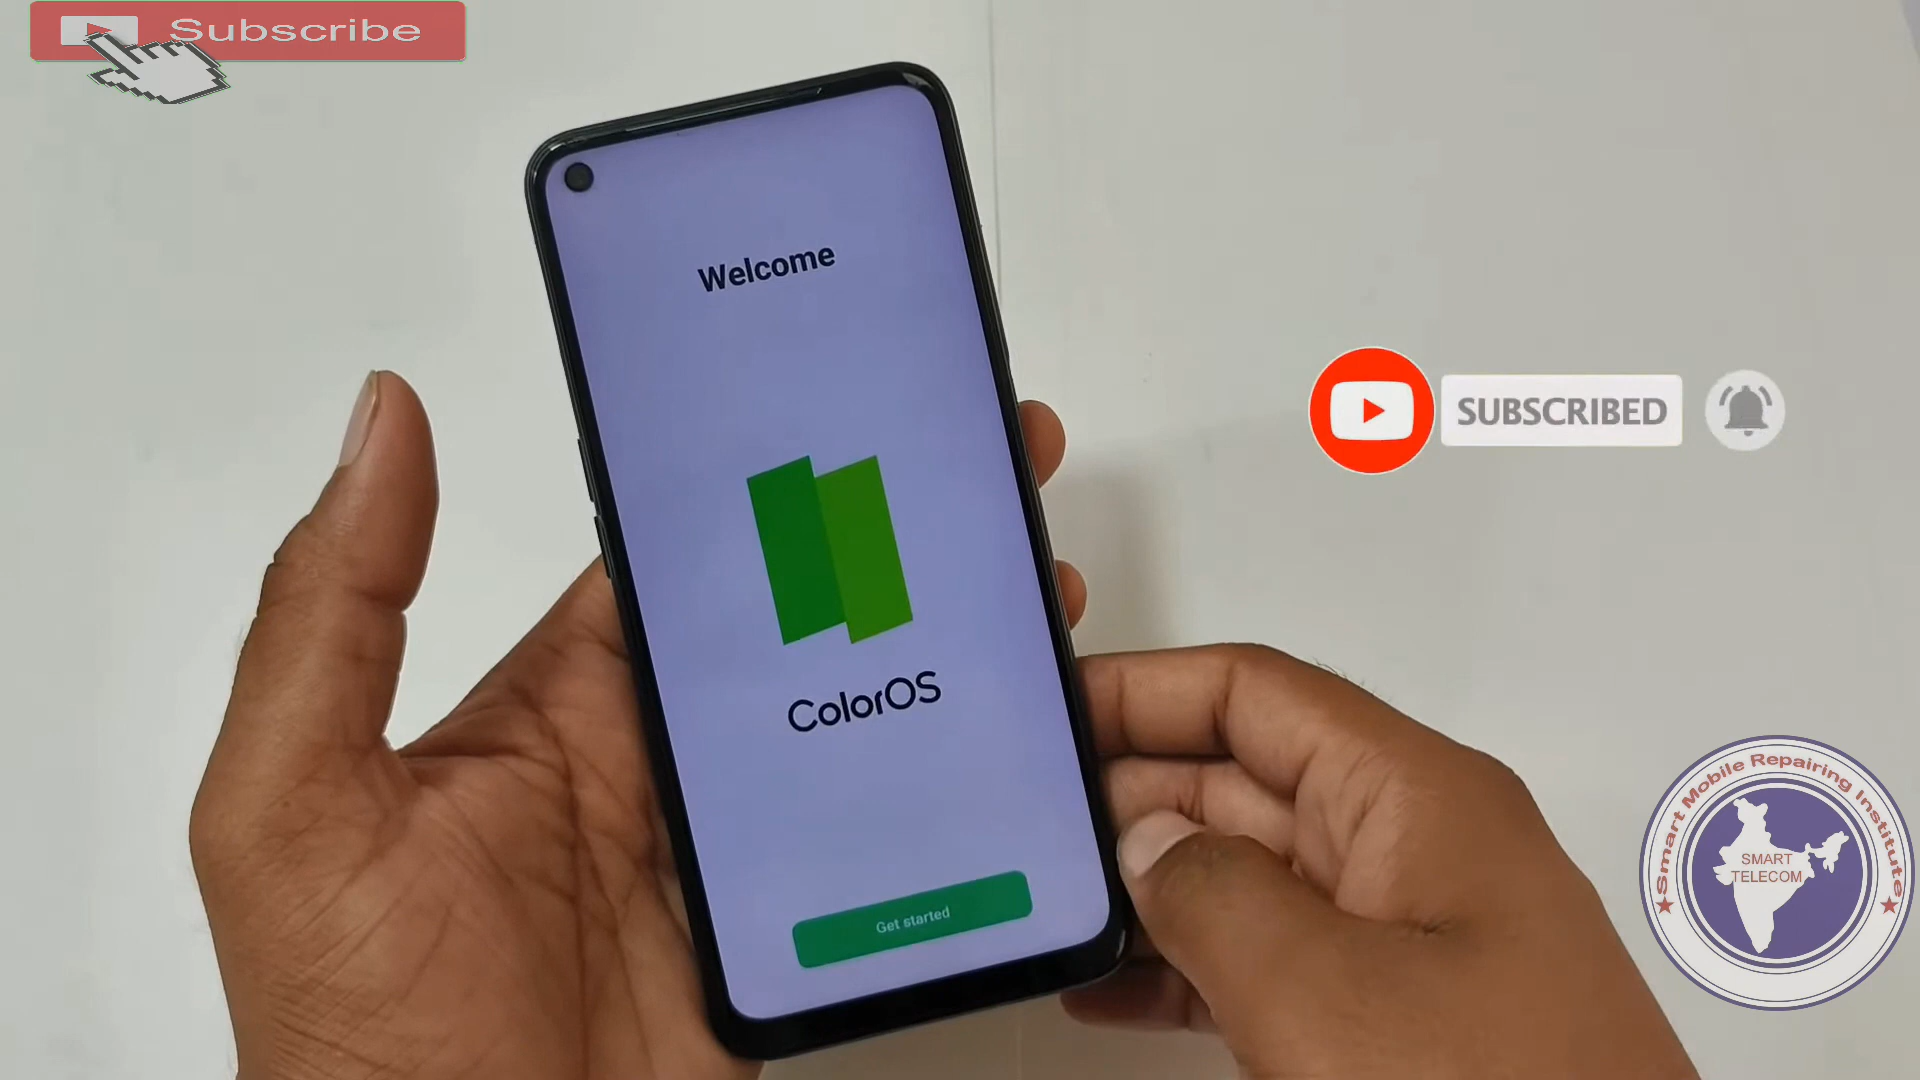 Subscribe
Welcome
SUBSCRIBED
ColorOS
Get started
Smart Mobile Repairing Institute
SMART
TELECOM